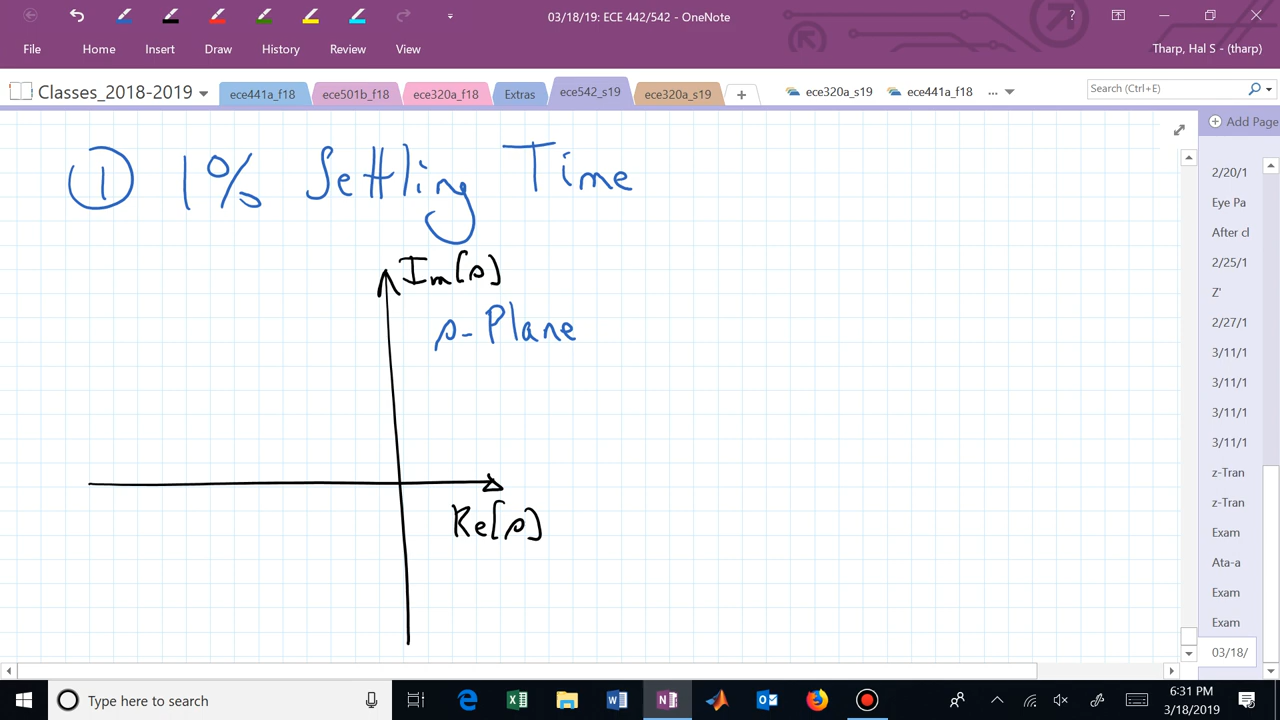 03/18/19: ECE 442/542 - OneNote
?
File Home Insert Draw History Review View
Tharp, Hal S - (tharp)
Classes_2018-2019
ece441a_f18
ece501b_f18
ece320a_f18
Extras
ece542_s19
ece320a_s19
+
ece320a_s19
ece441a_f18
...
Search (Ctrl+E)
① 1% Settling Time
Im[s]
s-Plane
Re[s]
Add Page
2/20/1
Eye Pa
After cl
2/25/1
Z'
2/27/1
3/11/1
3/11/1
3/11/1
3/11/1
z-Tran
z-Tran
Exam
Ata-a
Exam
Exam
03/18/
Type here to search
6:31 PM
3/18/2019